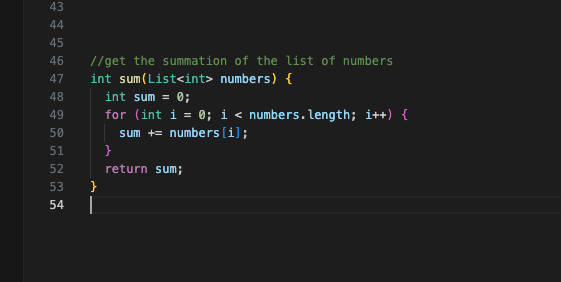 43
44
45
46 //get the summation of the list of numbers
47 int sum(List<int> numbers) {
48   int sum = 0;
49   for (int i = 0; i < numbers.length; i++) {
50     sum += numbers[i];
51   }
52   return sum;
53 }
54